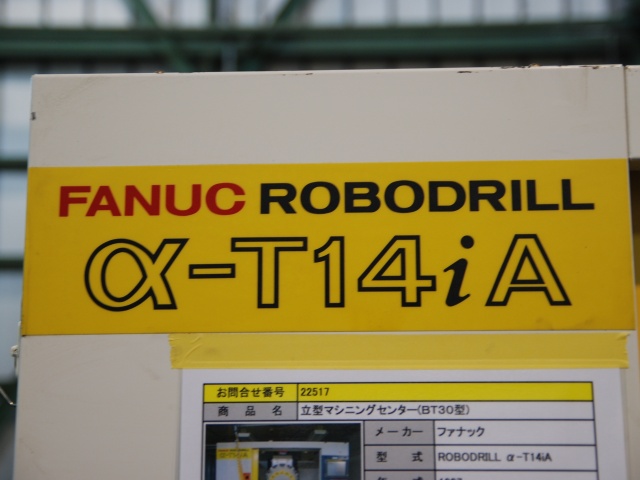 FANUC ROBODRILL
α-T14iA
お問合せ番号 22517
商品名 立型マシニングセンター(BT30型)
メーカー ファナック
型式 ROBODRILL α-T14iA